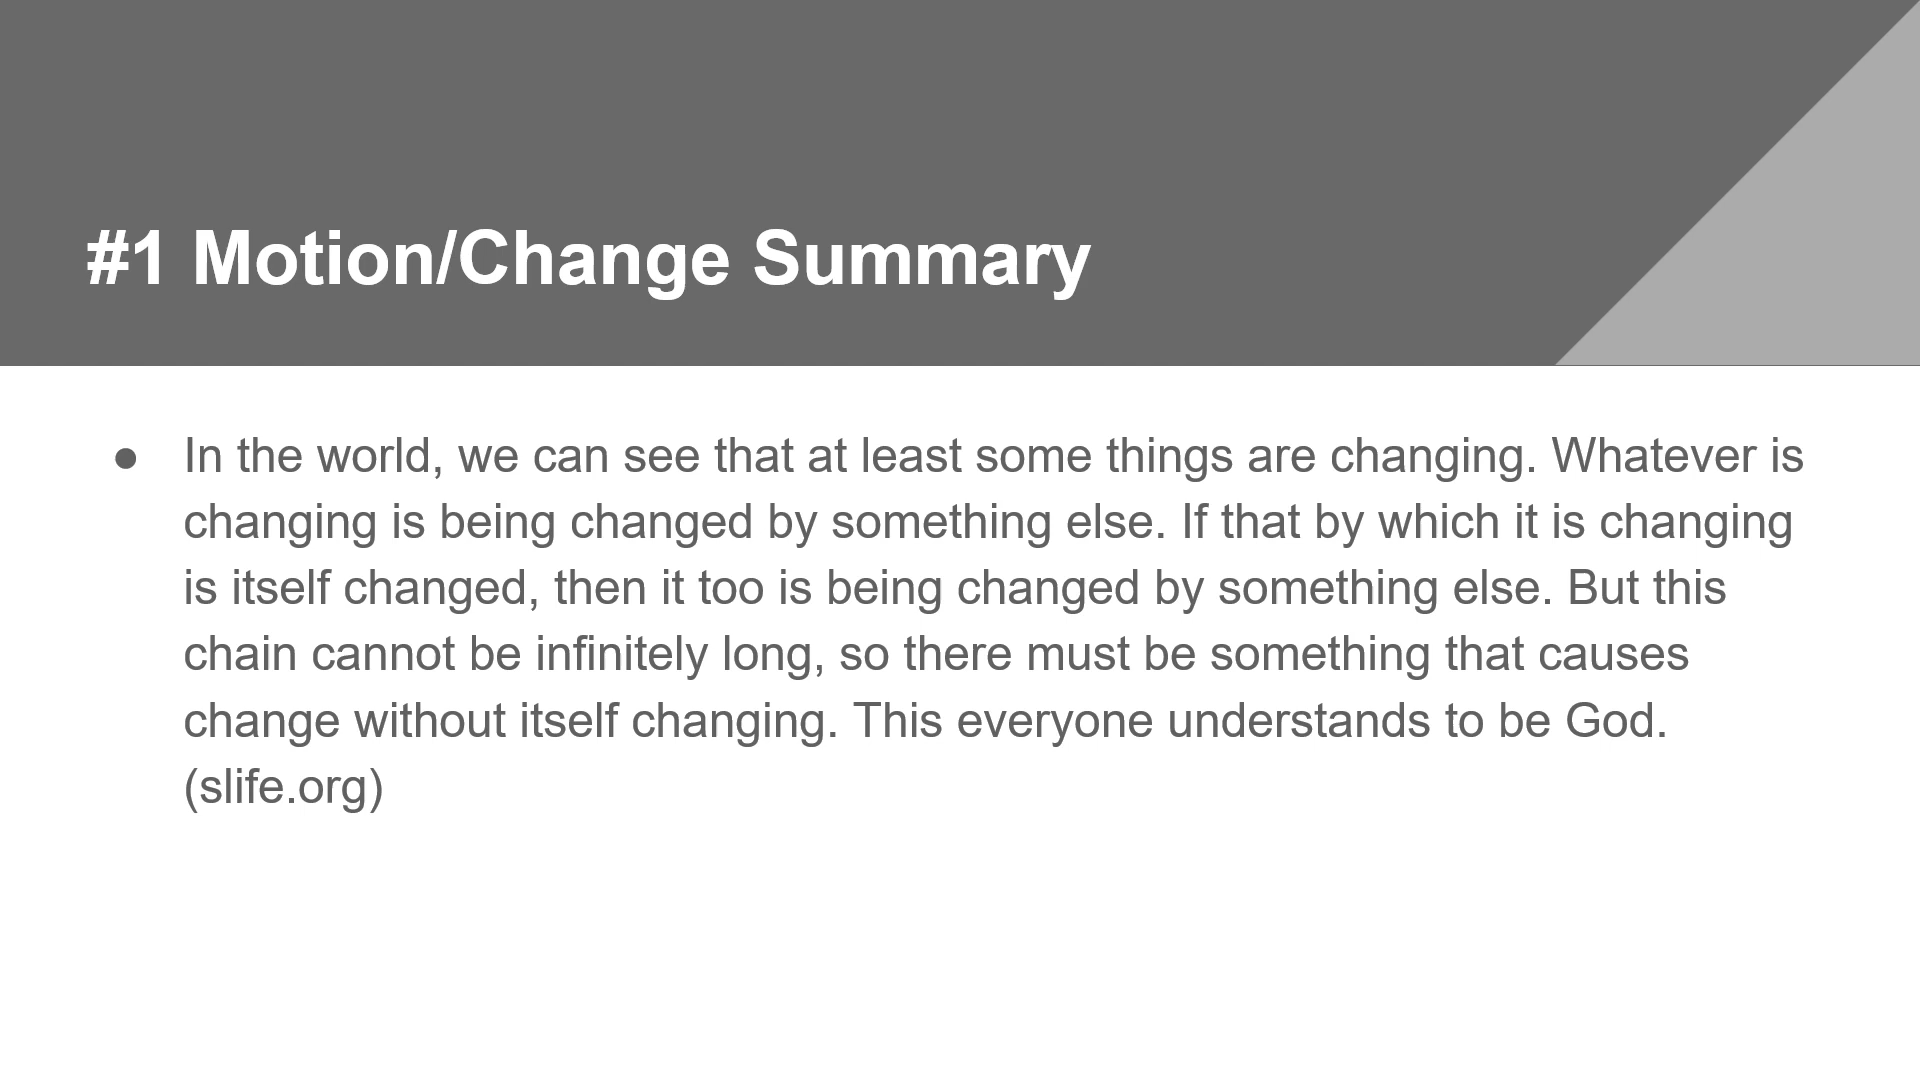 #1 Motion/Change Summary
● In the world, we can see that at least some things are changing. Whatever is
changing is being changed by something else. If that by which it is changing
is itself changed, then it too is being changed by something else. But this
chain cannot be infinitely long, so there must be something that causes
change without itself changing. This everyone understands to be God.
(slife.org)